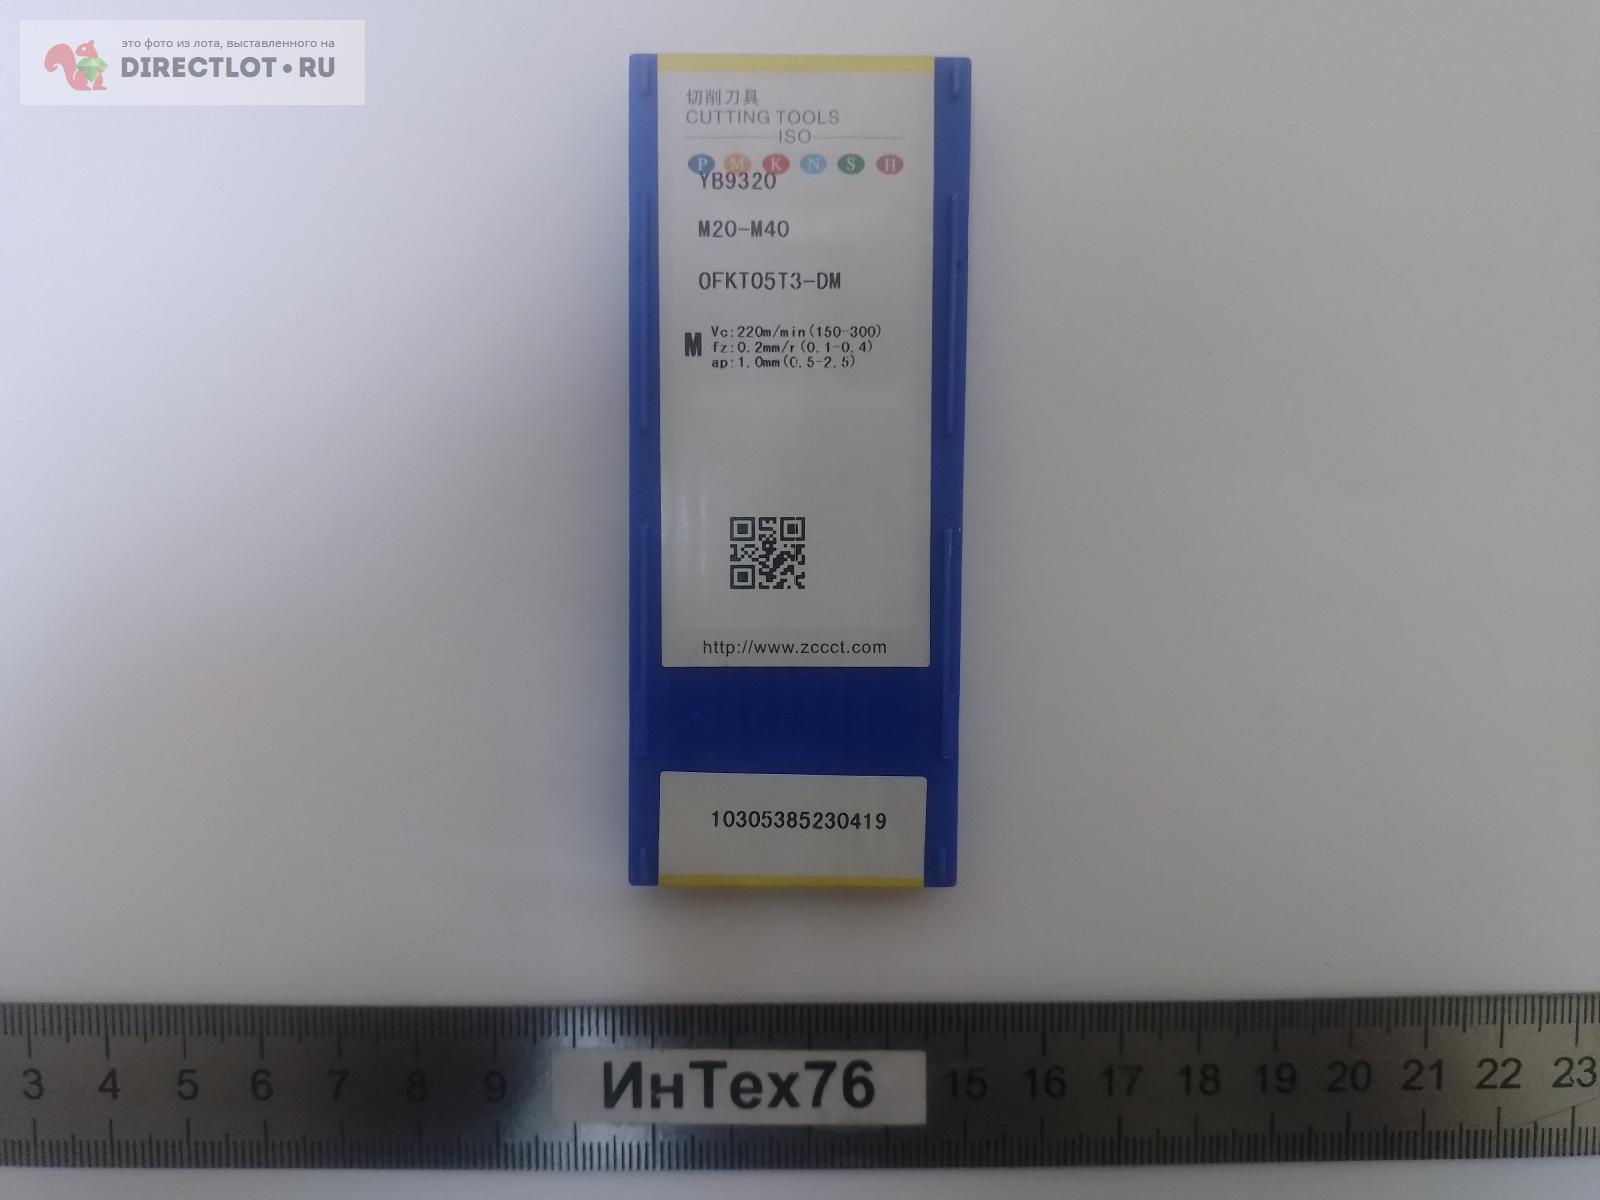 это фото из лота, выставленного на
DIRECTLOT•RU
切削刀具
CUTTING TOOLS
ISO
P M K N S H
YB9320
M20-M40
OFKT05T3-DM
M
Vc:220m/min(150-300)
fz:0.2mm/r(0.1-0.4)
ap:1.0mm(0.5-2.5)
http://www.zccct.com
10305385230419
3 4 5 6 7 8 9 ИнТех76 15 16 17 18 19 20 21 22 23